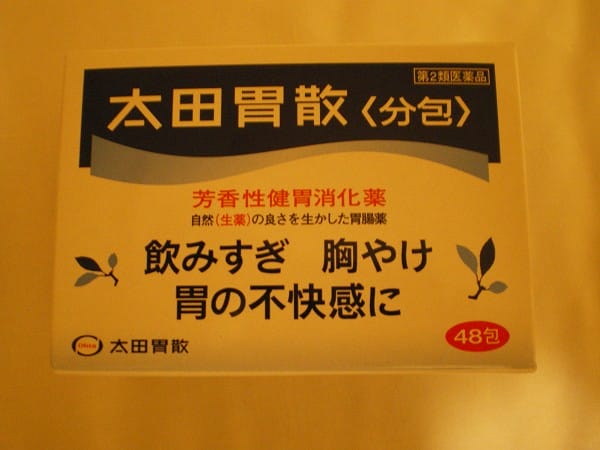 第2類医薬品
太田胃散〈分包〉
芳香性健胃消化薬
自然(生薬)の良さを生かした胃腸薬
飲みすぎ 胸やけ
胃の不快感に
48包
Ohta 太田胃散